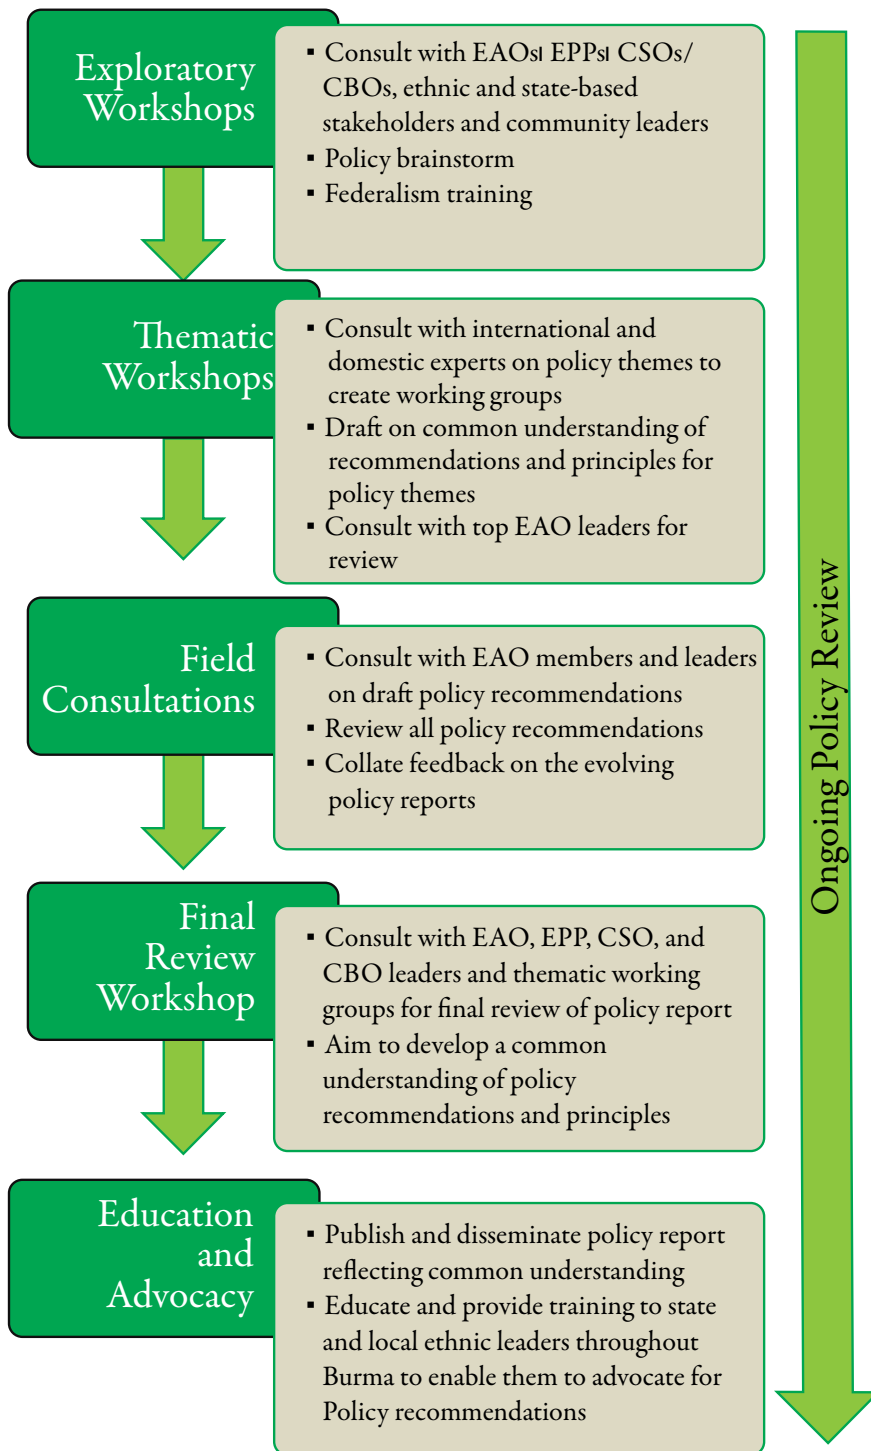 Exploratory
Workshops
▪ Consult with EAOs၊ EPPs၊ CSOs/
CBOs, ethnic and state-based
stakeholders and community leaders
▪ Policy brainstorm
▪ Federalism training
Thematic
Workshops
▪ Consult with international and
domestic experts on policy themes to
create working groups
▪ Draft on common understanding of
recommendations and principles for
policy themes
▪ Consult with top EAO leaders for
review
Field
Consultations
▪ Consult with EAO members and leaders
on draft policy recommendations
▪ Review all policy recommendations
▪ Collate feedback on the evolving
policy reports
Final
Review
Workshop
▪ Consult with EAO, EPP, CSO, and
CBO leaders and thematic working
groups for final review of policy report
▪ Aim to develop a common
understanding of policy
recommendations and principles
Education
and
Advocacy
▪ Publish and disseminate policy report
reflecting common understanding
▪ Educate and provide training to state
and local ethnic leaders throughout
Burma to enable them to advocate for
Policy recommendations
Ongoing Policy Review